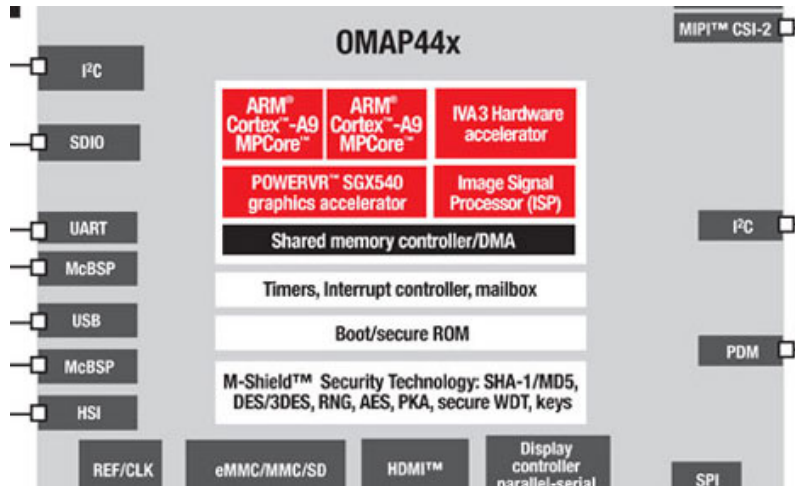 OMAP44x
MIPI™ CSI-2
I²C
SDIO
UART
McBSP
USB
McBSP
HSI
ARM®
Cortex™-A9
MPCore™
ARM®
Cortex™-A9
MPCore™
IVA3 Hardware
accelerator
POWERVR™ SGX540
graphics accelerator
Image Signal
Processor (ISP)
Shared memory controller/DMA
Timers, Interrupt controller, mailbox
Boot/secure ROM
M-Shield™ Security Technology: SHA-1/MD5,
DES/3DES, RNG, AES, PKA, secure WDT, keys
I²C
PDM
REF/CLK
eMMC/MMC/SD
HDMI™
Display
controller
parallel-serial
SPI